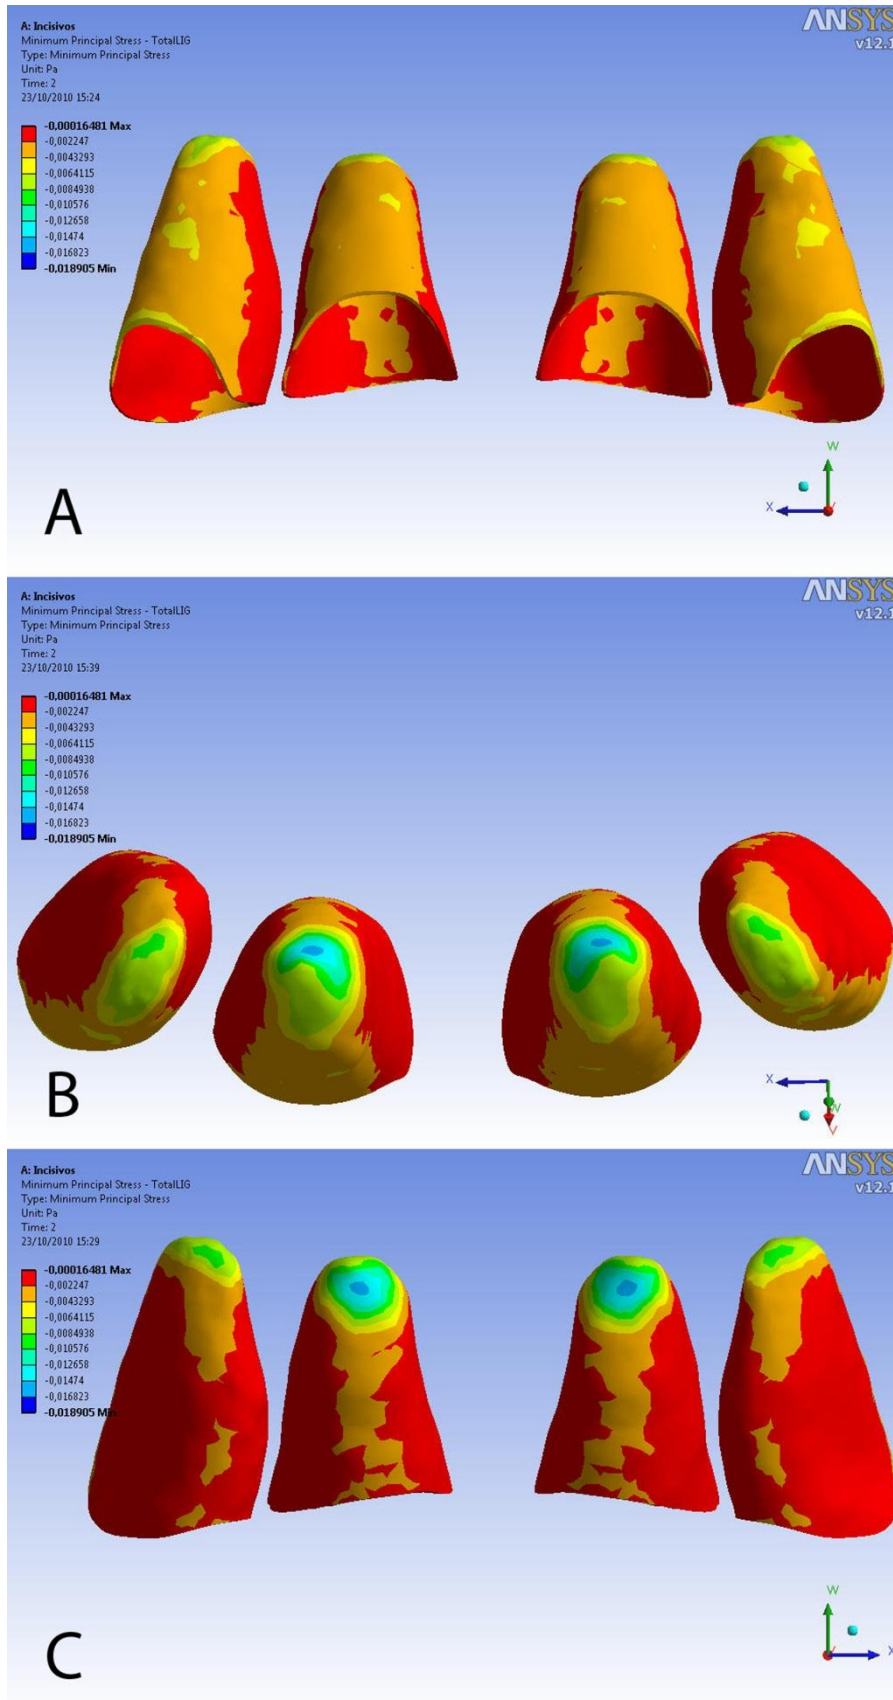 A: Incisivos
Minimum Principal Stress - TotalLIG
Type: Minimum Principal Stress
Unit: Pa
Time: 2
23/10/2010 15:24
-0,00016481 Max
-0,002247
-0,0043293
-0,0064115
-0,0084938
-0,010576
-0,012658
-0,01474
-0,016823
-0,018905 Min
ANSYS
v12.1
W
X
A
A: Incisivos
Minimum Principal Stress - TotalLIG
Type: Minimum Principal Stress
Unit: Pa
Time: 2
23/10/2010 15:39
-0,00016481 Max
-0,002247
-0,0043293
-0,0064115
-0,0084938
-0,010576
-0,012658
-0,01474
-0,016823
-0,018905 Min
ANSYS
v12.1
X
W
V
B
A: Incisivos
Minimum Principal Stress - TotalLIG
Type: Minimum Principal Stress
Unit: Pa
Time: 2
23/10/2010 15:29
-0,00016481 Max
-0,002247
-0,0043293
-0,0064115
-0,0084938
-0,010576
-0,012658
-0,01474
-0,016823
-0,018905 Min
ANSYS
v12.1
W
X
C